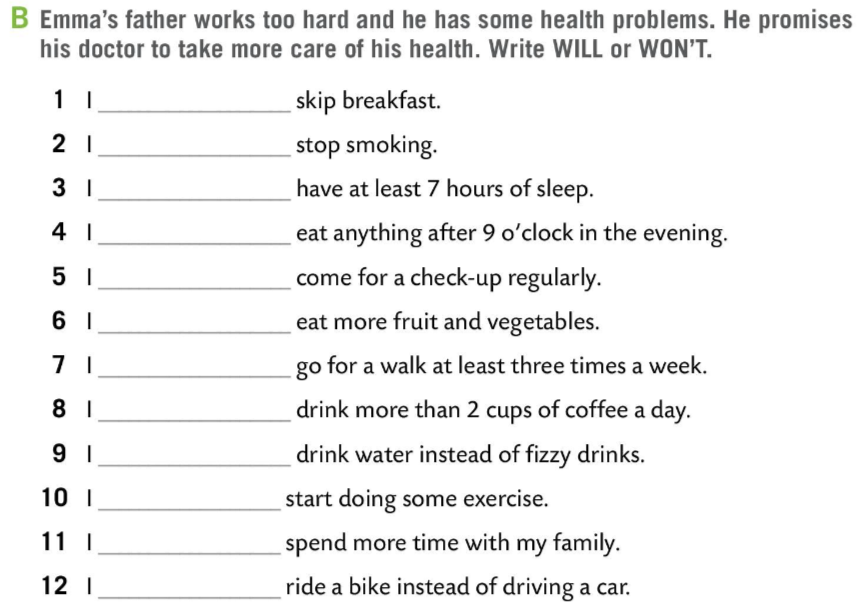 B Emma's father works too hard and he has some health problems. He promises
his doctor to take more care of his health. Write WILL or WON'T.
1 I ____________ skip breakfast.
2 I ____________ stop smoking.
3 I ____________ have at least 7 hours of sleep.
4 I ____________ eat anything after 9 o'clock in the evening.
5 I ____________ come for a check-up regularly.
6 I ____________ eat more fruit and vegetables.
7 I ____________ go for a walk at least three times a week.
8 I ____________ drink more than 2 cups of coffee a day.
9 I ____________ drink water instead of fizzy drinks.
10 I ____________ start doing some exercise.
11 I ____________ spend more time with my family.
12 I ____________ ride a bike instead of driving a car.